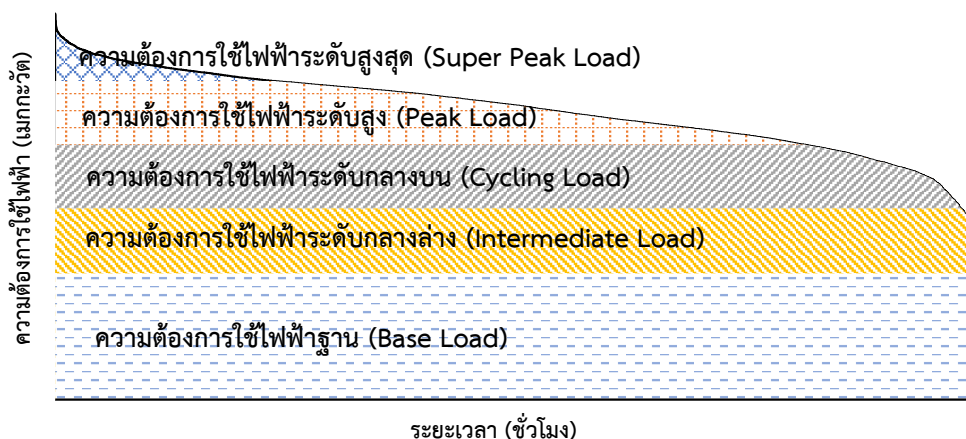 ความต้องการใช้ไฟฟ้าระดับสูงสุด (Super Peak Load)
ความต้องการใช้ไฟฟ้าระดับสูง (Peak Load)
ความต้องการใช้ไฟฟ้าระดับกลางบน (Cycling Load)
ความต้องการใช้ไฟฟ้าระดับกลางล่าง (Intermediate Load)
ความต้องการใช้ไฟฟ้าฐาน (Base Load)
ความต้องการใช้ไฟฟ้า (เมกกะวัต)
ระยะเวลา (ชั่วโมง)